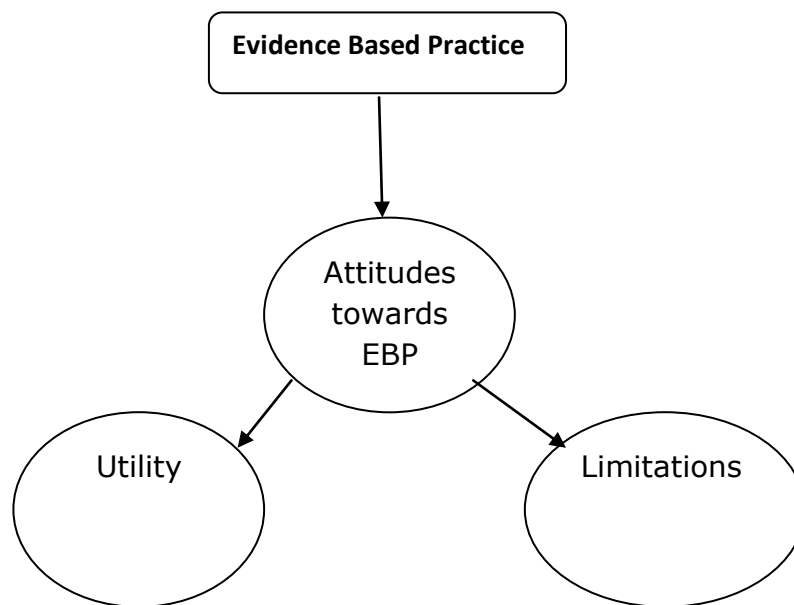 Evidence Based Practice
Attitudes
towards
EBP
Utility
Limitations